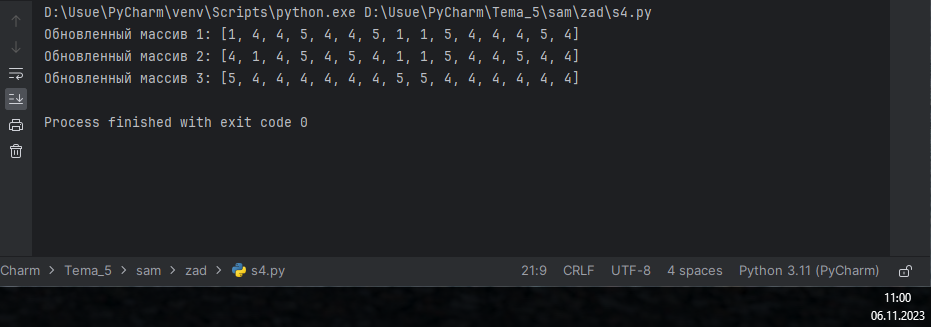 D:\Usue\PyCharm\venv\Scripts\python.exe D:\Usue\PyCharm\Tema_5\sam\zad\s4.py
Обновленный массив 1: [1, 4, 4, 5, 4, 4, 5, 1, 1, 5, 4, 4, 4, 5, 4]
Обновленный массив 2: [4, 1, 4, 5, 4, 5, 4, 1, 1, 5, 4, 4, 5, 4, 4]
Обновленный массив 3: [5, 4, 4, 4, 4, 4, 4, 5, 5, 4, 4, 4, 4, 4, 4]
Process finished with exit code 0
Charm > Tema_5 > sam > zad > s4.py 21:9 CRLF UTF-8 4 spaces Python 3.11 (PyCharm)
11:00
06.11.2023